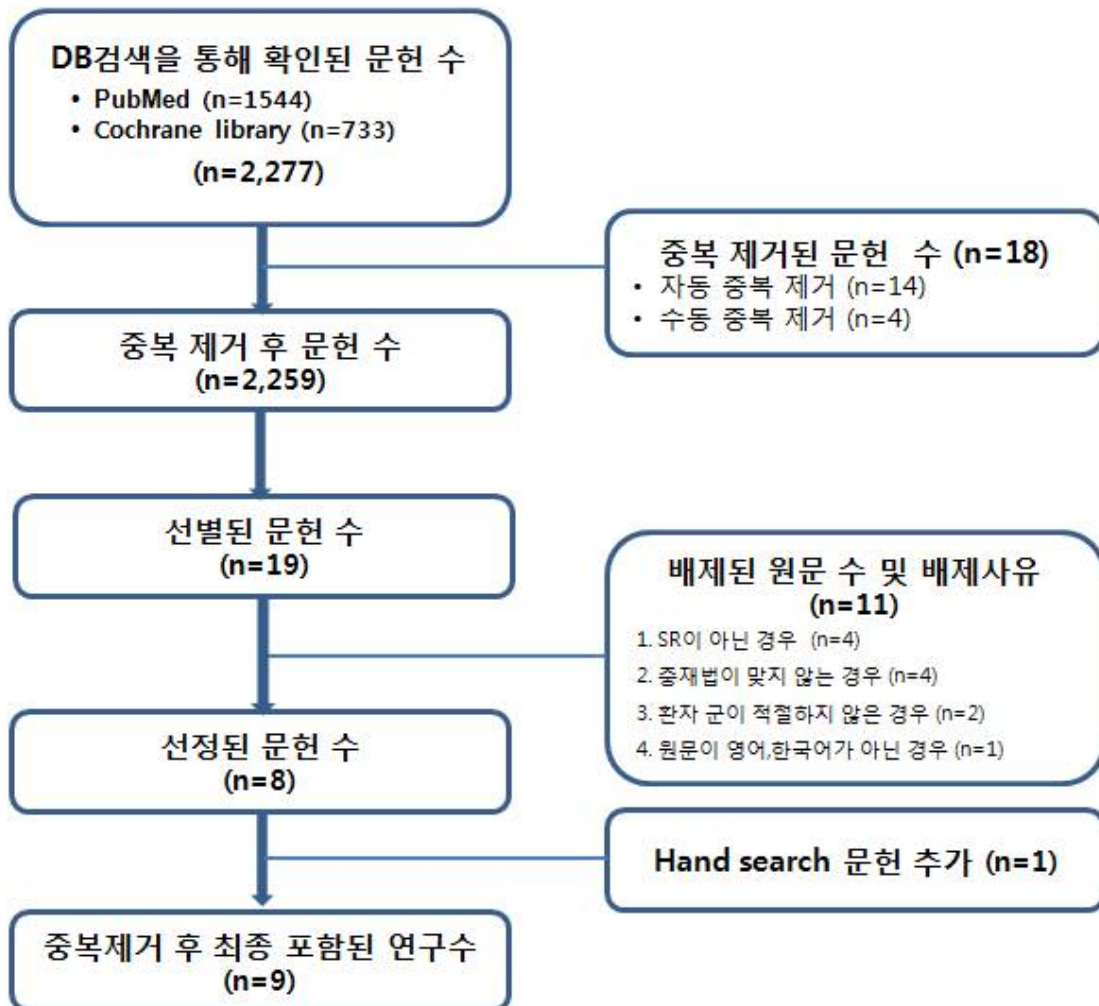 DB검색을 통해 확인된 문헌 수
• PubMed (n=1544)
• Cochrane library (n=733)
(n=2,277)
중복 제거된 문헌 수 (n=18)
• 자동 중복 제거 (n=14)
• 수동 중복 제거 (n=4)
중복 제거 후 문헌 수
(n=2,259)
선별된 문헌 수
(n=19)
배제된 원문 수 및 배제사유
(n=11)
1. SR이 아닌 경우 (n=4)
2. 중재법이 맞지 않는 경우 (n=4)
3. 환자 군이 적절하지 않은 경우 (n=2)
4. 원문이 영어,한국어가 아닌 경우 (n=1)
선정된 문헌 수
(n=8)
Hand search 문헌 추가 (n=1)
중복제거 후 최종 포함된 연구수
(n=9)